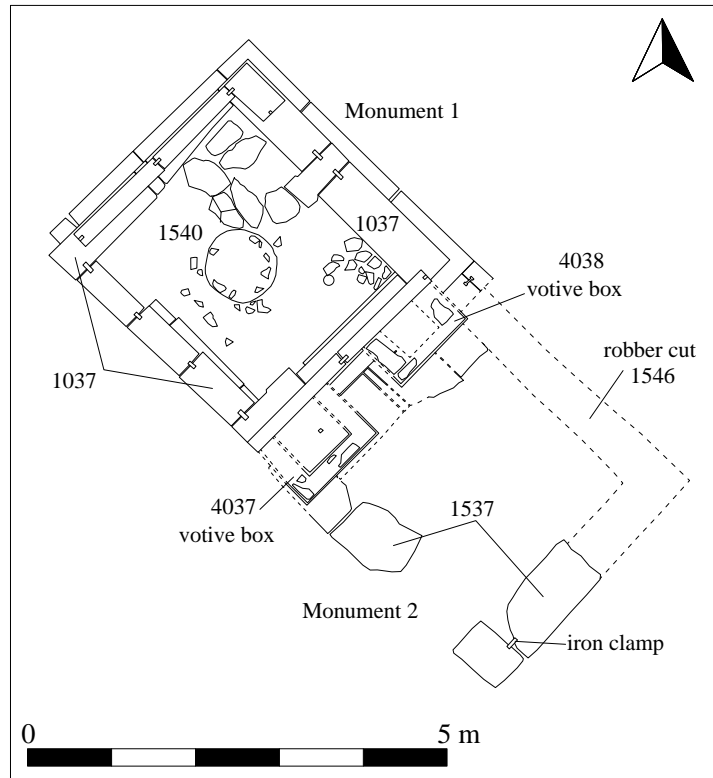 Monument 1
1540
1037
4038
votive box
robber cut
1546
1037
4037
votive box
1537
Monument 2
iron clamp
0
5 m